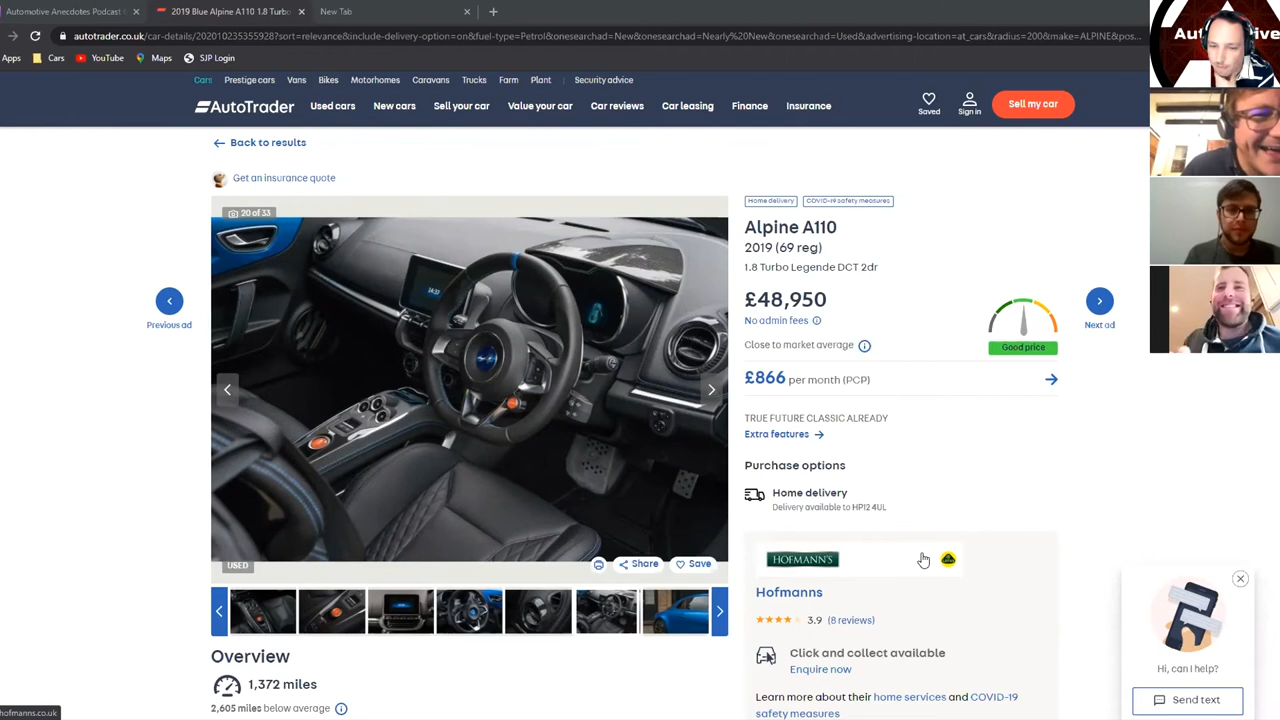 Automotive Anecdotes Podcast
2019 Blue Alpine A110 1.8 Turbo
New Tab
autotrader.co.uk/car-details/202010235355928?sort=relevance&include-delivery-option=on&fuel-type=Petrol&onesearchad=New&onesearchad=Nearly%20New&onesearchad=Used&advertising-location=at_cars&radius=200&make=ALPINE&pos...
Apps Cars YouTube Maps SJP Login
Cars Prestige cars Vans Bikes Motorhomes Caravans Trucks Farm Plant Security advice
AutoTrader Used cars New cars Sell your car Value your car Car reviews Car leasing Finance Insurance Saved Sign in Sell my car
Back to results
Get an insurance quote
20 of 33
14:37
USED
Share Save
Previous ad
Next ad
Home delivery COVID-19 safety measures
Alpine A110
2019 (69 reg)
1.8 Turbo Legende DCT 2dr
£48,950
No admin fees
Close to market average
Good price
£866 per month (PCP)
TRUE FUTURE CLASSIC ALREADY
Extra features
Purchase options
Home delivery
Delivery available to HP12 4UL
HOFMANN'S
Hofmanns
3.9 (8 reviews)
Click and collect available
Enquire now
Learn more about their home services and COVID-19
safety measures
Overview
1,372 miles
2,605 miles below average
Hi, can I help?
Send text
hofmanns.co.uk